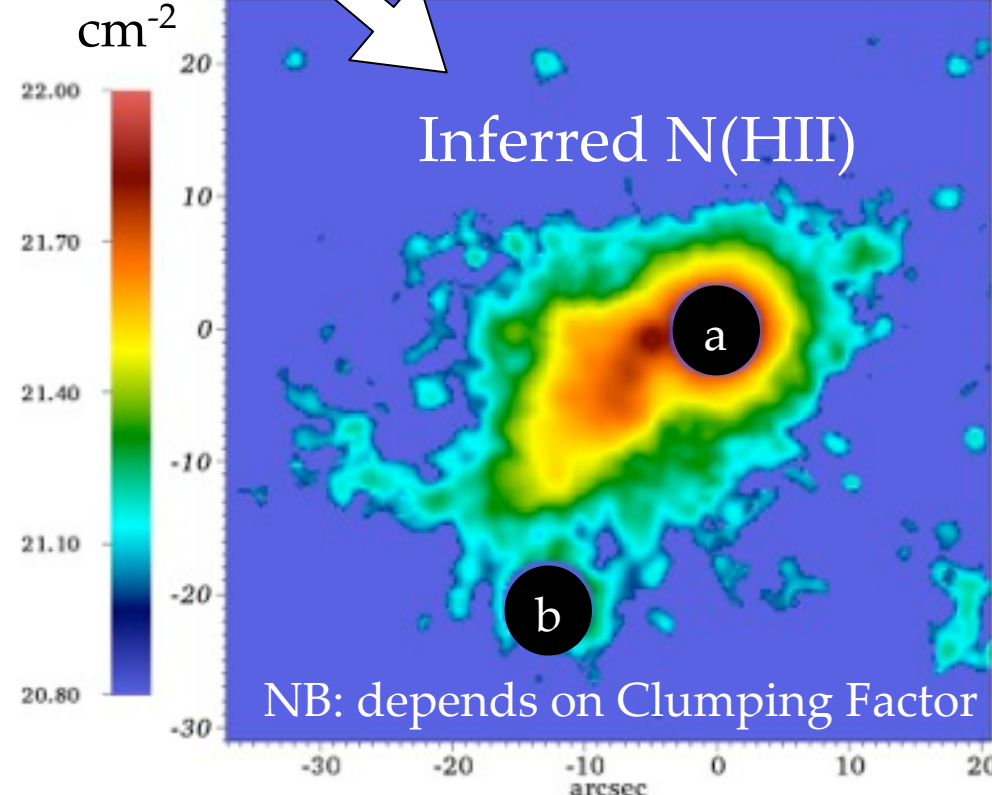 cm-2
22.00
21.70
21.40
21.10
20.80
20
10
0
-10
-20
-30
Inferred N(HII)
a
b
NB: depends on Clumping Factor
-30 -20 -10 0 10 20
arcsec